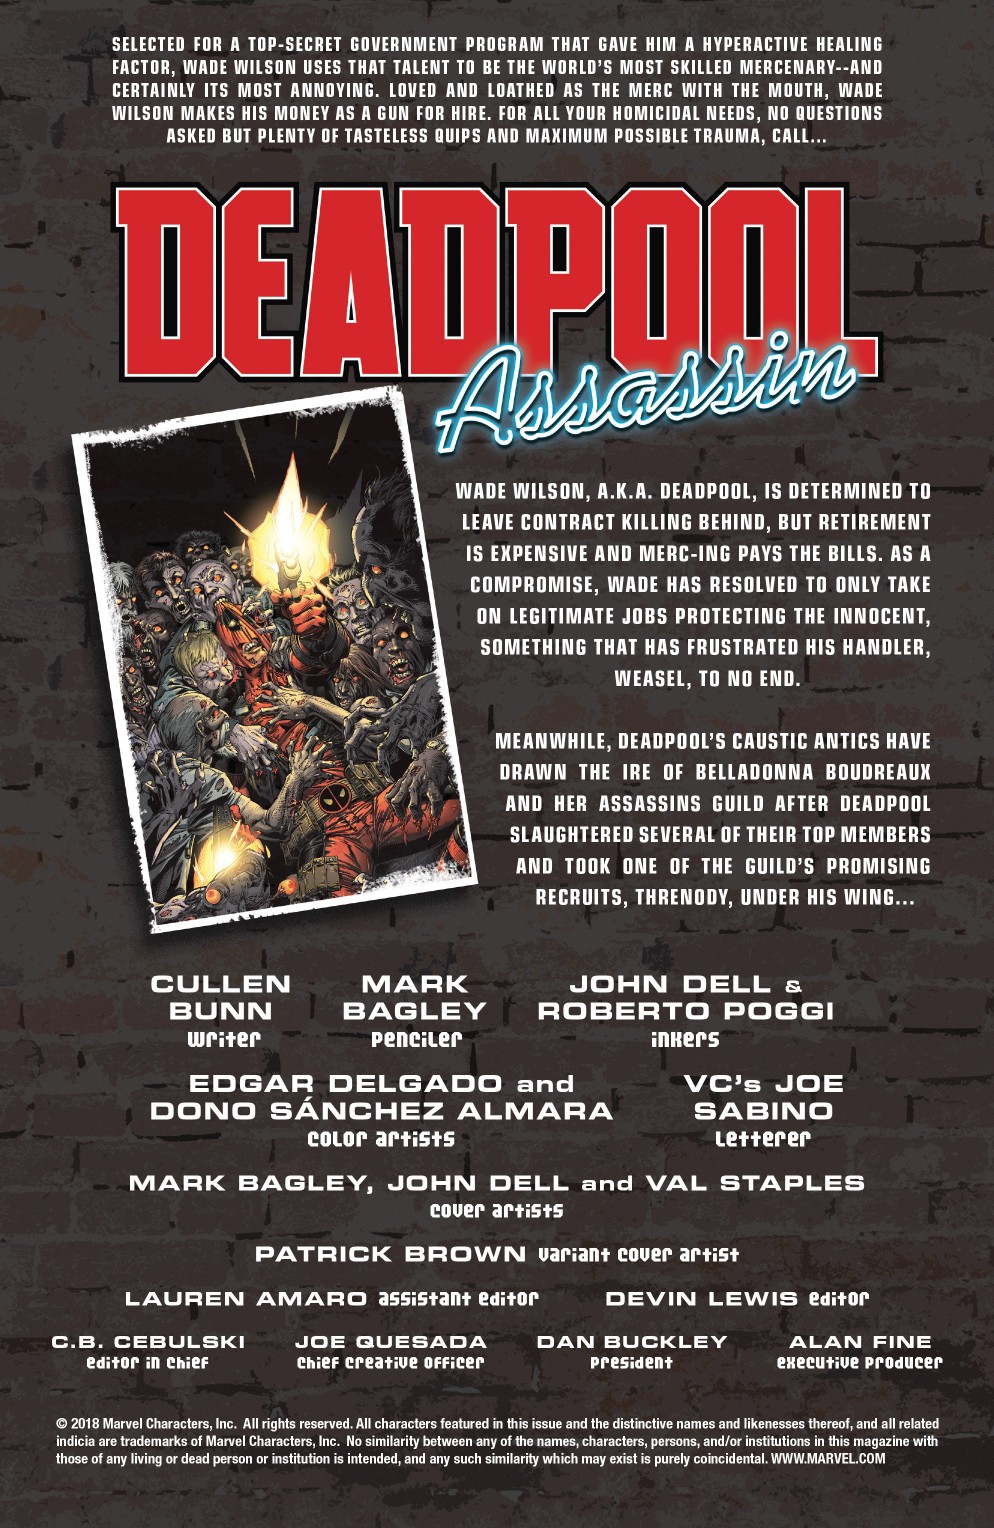 SELECTED FOR A TOP-SECRET GOVERNMENT PROGRAM THAT GAVE HIM A HYPERACTIVE HEALING
FACTOR, WADE WILSON USES THAT TALENT TO BE THE WORLD'S MOST SKILLED MERCENARY--AND
CERTAINLY ITS MOST ANNOYING. LOVED AND LOATHED AS THE MERC WITH THE MOUTH, WADE
WILSON MAKES HIS MONEY AS A GUN FOR HIRE. FOR ALL YOUR HOMICIDAL NEEDS, NO QUESTIONS
ASKED BUT PLENTY OF TASTELESS QUIPS AND MAXIMUM POSSIBLE TRAUMA, CALL...
DEADPOOL
Assassin
WADE WILSON, A.K.A. DEADPOOL, IS DETERMINED TO
LEAVE CONTRACT KILLING BEHIND, BUT RETIREMENT
IS EXPENSIVE AND MERC-ING PAYS THE BILLS. AS A
COMPROMISE, WADE HAS RESOLVED TO ONLY TAKE
ON LEGITIMATE JOBS PROTECTING THE INNOCENT,
SOMETHING THAT HAS FRUSTRATED HIS HANDLER,
WEASEL, TO NO END.
MEANWHILE, DEADPOOL'S CAUSTIC ANTICS HAVE
DRAWN THE IRE OF BELLADONNA BOUDREAUX
AND HER ASSASSINS GUILD AFTER DEADPOOL
SLAUGHTERED SEVERAL OF THEIR TOP MEMBERS
AND TOOK ONE OF THE GUILD'S PROMISING
RECRUITS, THRENODY, UNDER HIS WING...
CULLEN
BUNN
writer
MARK
BAGLEY
penciler
JOHN DELL &
ROBERTO POGGI
inkers
EDGAR DELGADO and
DONO SÁNCHEZ ALMARA
color artists
VC's JOE
SABINO
letterer
MARK BAGLEY, JOHN DELL and VAL STAPLES
cover artists
PATRICK BROWN variant cover artist
LAUREN AMARO assistant editor
DEVIN LEWIS editor
C.B. CEBULSKI
editor in chief
JOE QUESADA
chief creative officer
DAN BUCKLEY
president
ALAN FINE
executive producer
© 2018 Marvel Characters, Inc. All rights reserved. All characters featured in this issue and the distinctive names and likenesses thereof, and all related
indicia are trademarks of Marvel Characters, Inc. No similarity between any of the names, characters, persons, and/or institutions in this magazine with
those of any living or dead person or institution is intended, and any such similarity which may exist is purely coincidental. WWW.MARVEL.COM